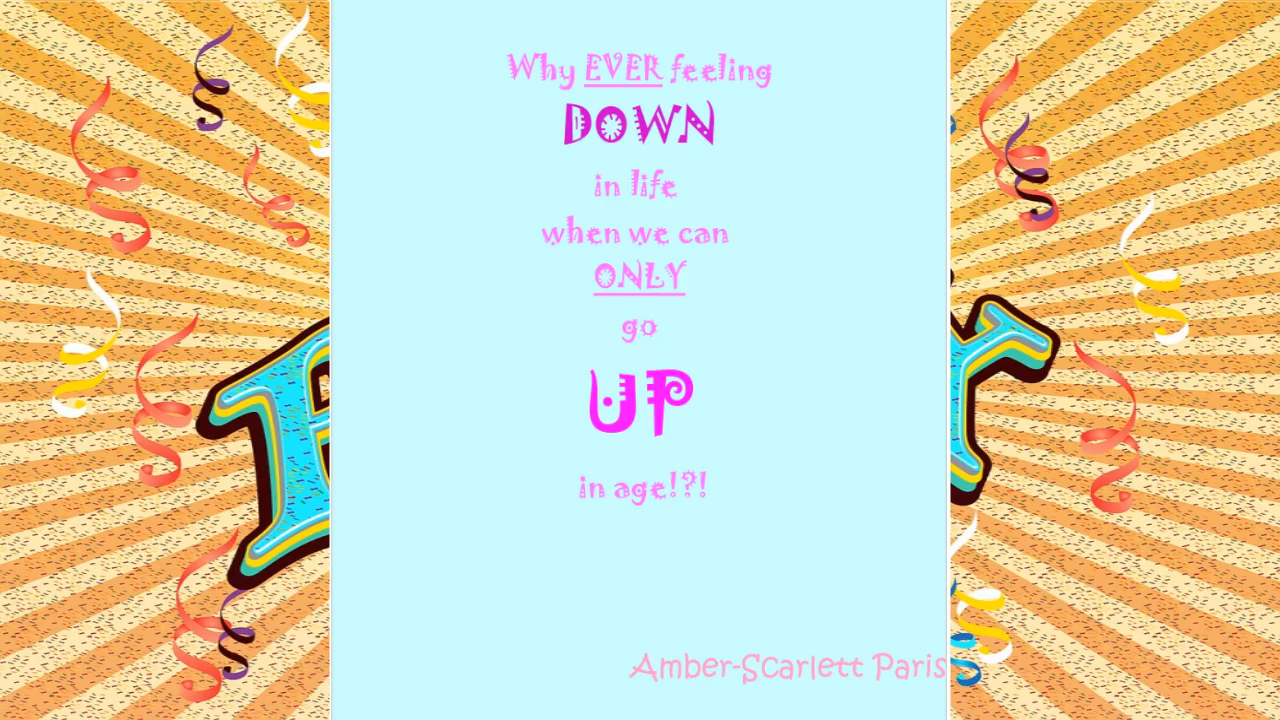 Why EVER feeling
DOWN
in life
when we can
ONLY
go
UP
in age!?!
Amber-Scarlett Paris